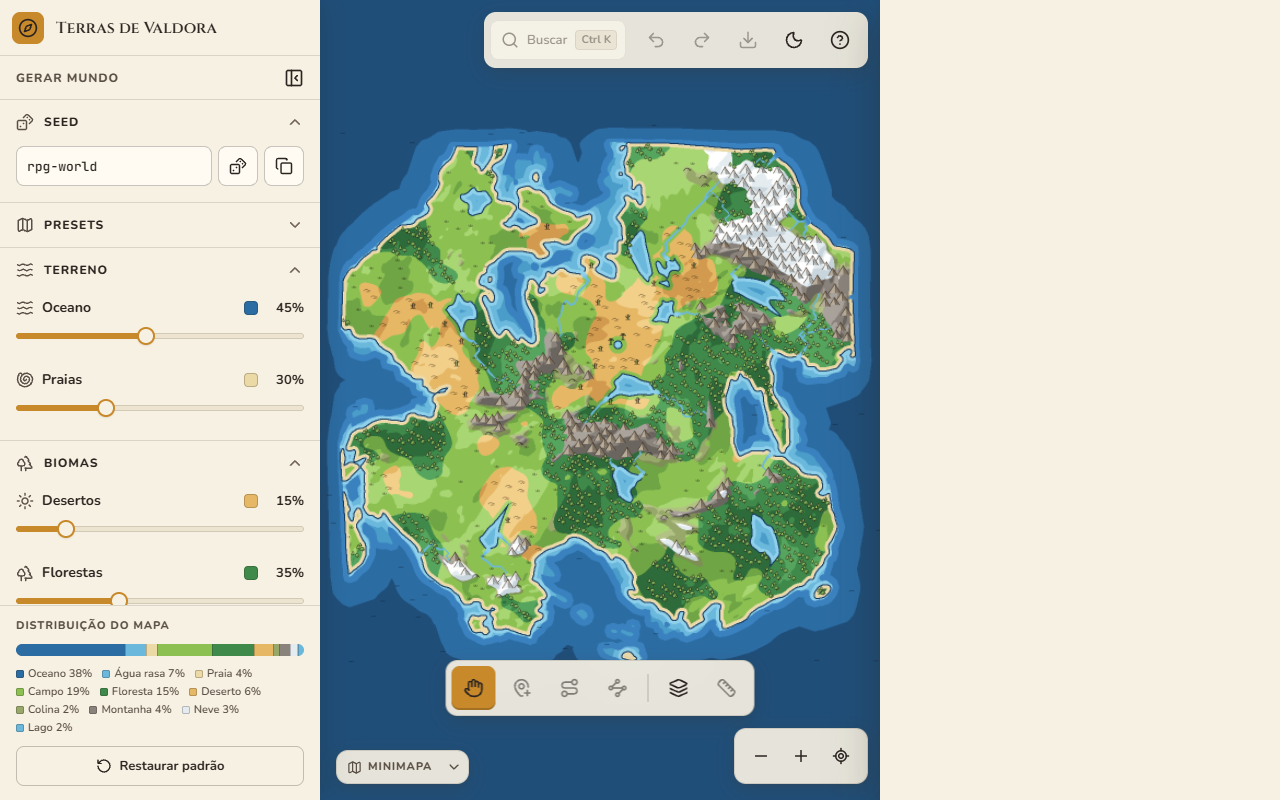 Terras de Valdora
GERAR MUNDO
SEED
rpg-world
PRESETS
TERRENO
Oceano 45%
Praias 30%
BIOMAS
Desertos 15%
Florestas 35%
DISTRIBUIÇÃO DO MAPA
Oceano 38% Água rasa 7% Praia 4%
Campo 19% Floresta 15% Deserto 6%
Colina 2% Montanha 4% Neve 3%
Lago 2%
Restaurar padrão
Buscar Ctrl K
MINIMAPA